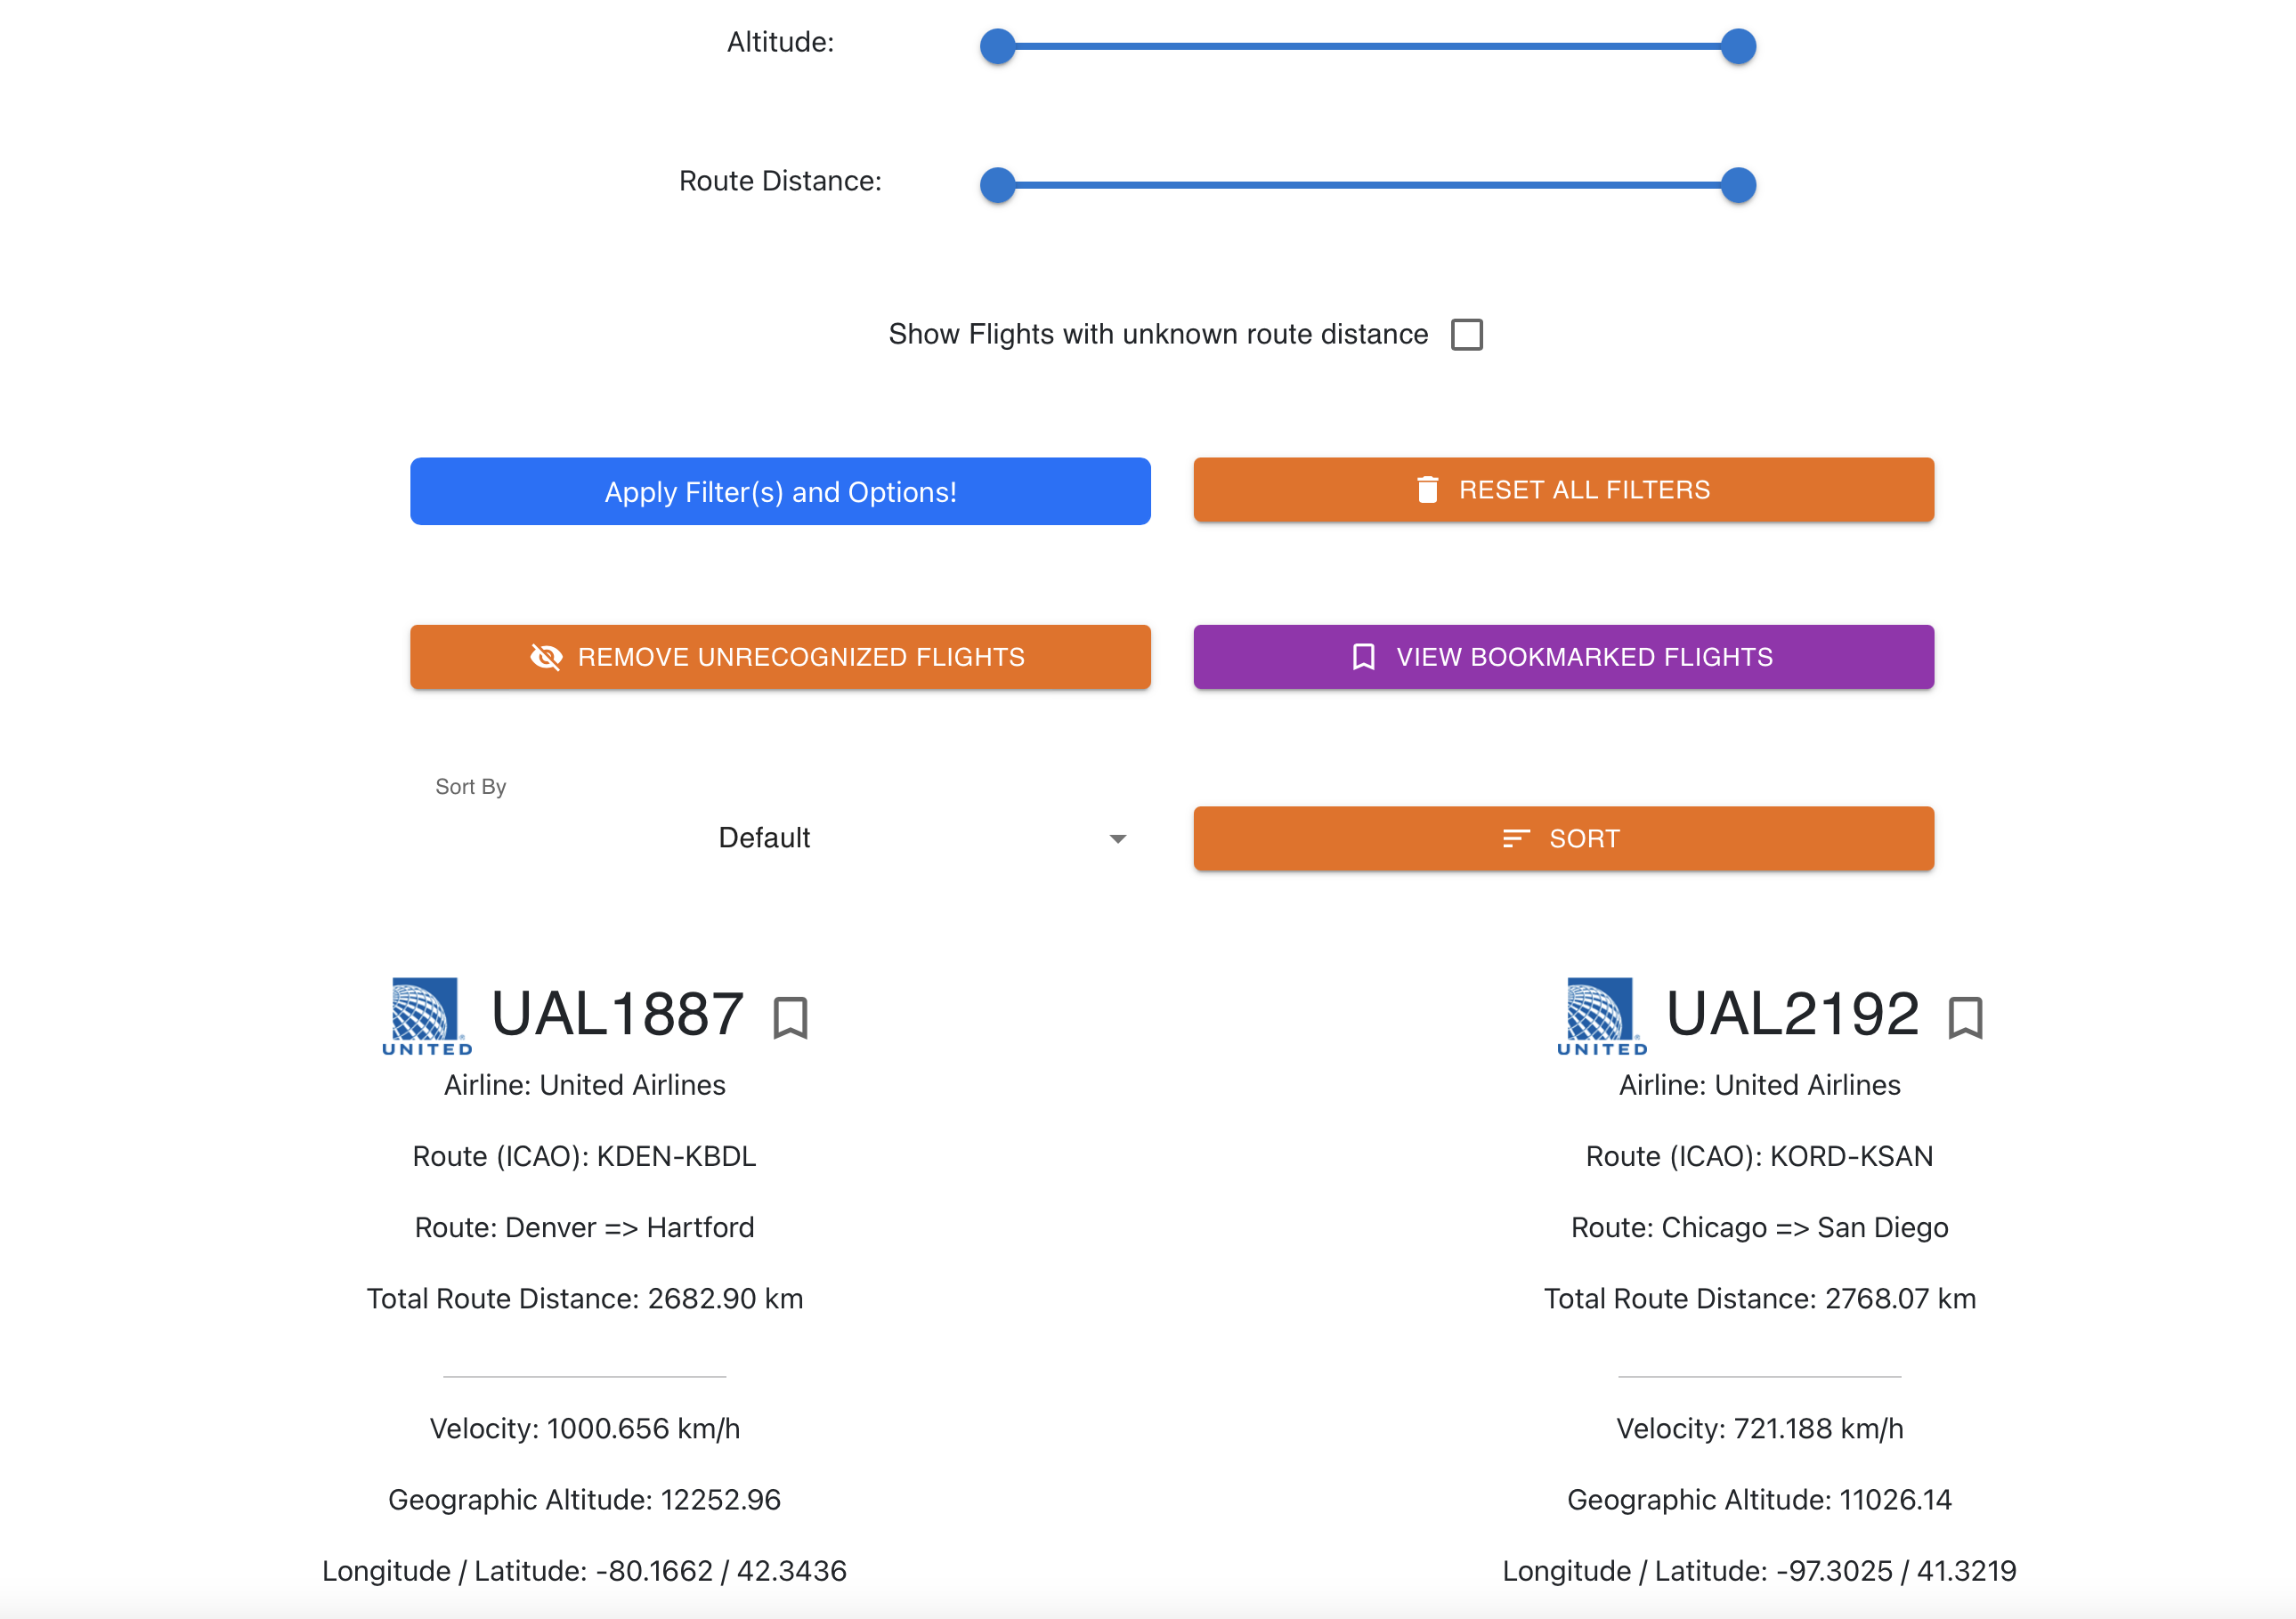 Altitude:
Route Distance:
Show Flights with unknown route distance
Apply Filter(s) and Options!
RESET ALL FILTERS
REMOVE UNRECOGNIZED FLIGHTS
VIEW BOOKMARKED FLIGHTS
Sort By
Default
SORT
UNITED
UAL1887
Airline: United Airlines
Route (ICAO): KDEN-KBDL
Route: Denver => Hartford
Total Route Distance: 2682.90 km
Velocity: 1000.656 km/h
Geographic Altitude: 12252.96
Longitude / Latitude: -80.1662 / 42.3436
UNITED
UAL2192
Airline: United Airlines
Route (ICAO): KORD-KSAN
Route: Chicago => San Diego
Total Route Distance: 2768.07 km
Velocity: 721.188 km/h
Geographic Altitude: 11026.14
Longitude / Latitude: -97.3025 / 41.3219